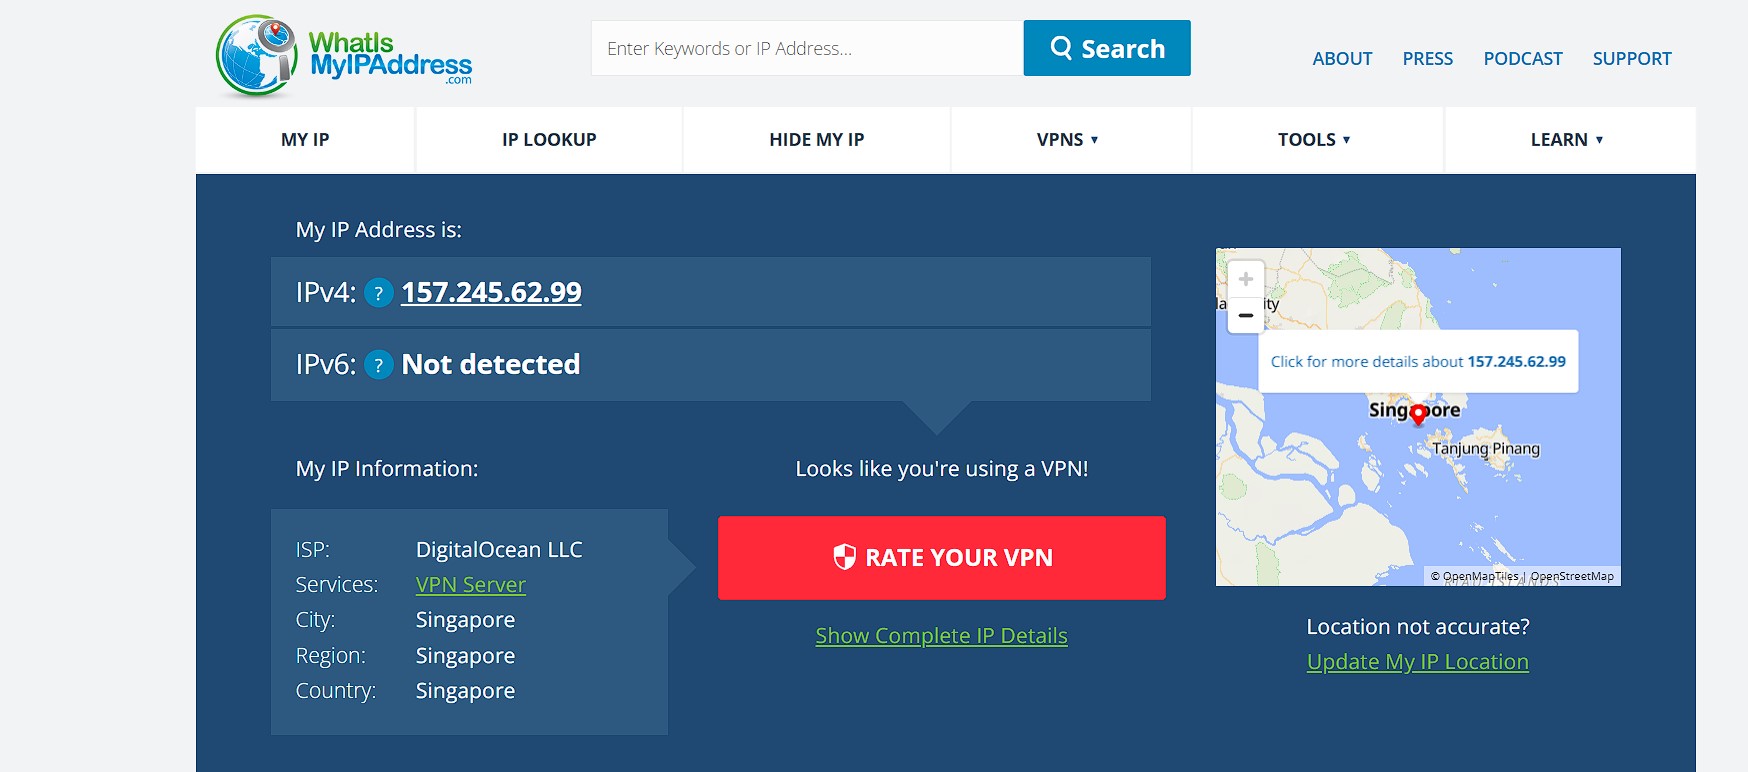 WhatIs
MyIPAddress
.com
Enter Keywords or IP Address...
Search
ABOUT
PRESS
PODCAST
SUPPORT
MY IP
IP LOOKUP
HIDE MY IP
VPNS ▾
TOOLS ▾
LEARN ▾
My IP Address is:
IPv4: ? 157.245.62.99
IPv6: ? Not detected
My IP Information:
ISP: DigitalOcean LLC
Services: VPN Server
City: Singapore
Region: Singapore
Country: Singapore
Looks like you're using a VPN!
RATE YOUR VPN
Show Complete IP Details
+
−
Click for more details about 157.245.62.99
Singapore
Tanjung Pinang
© OpenMapTiles | OpenStreetMap
Location not accurate?
Update My IP Location